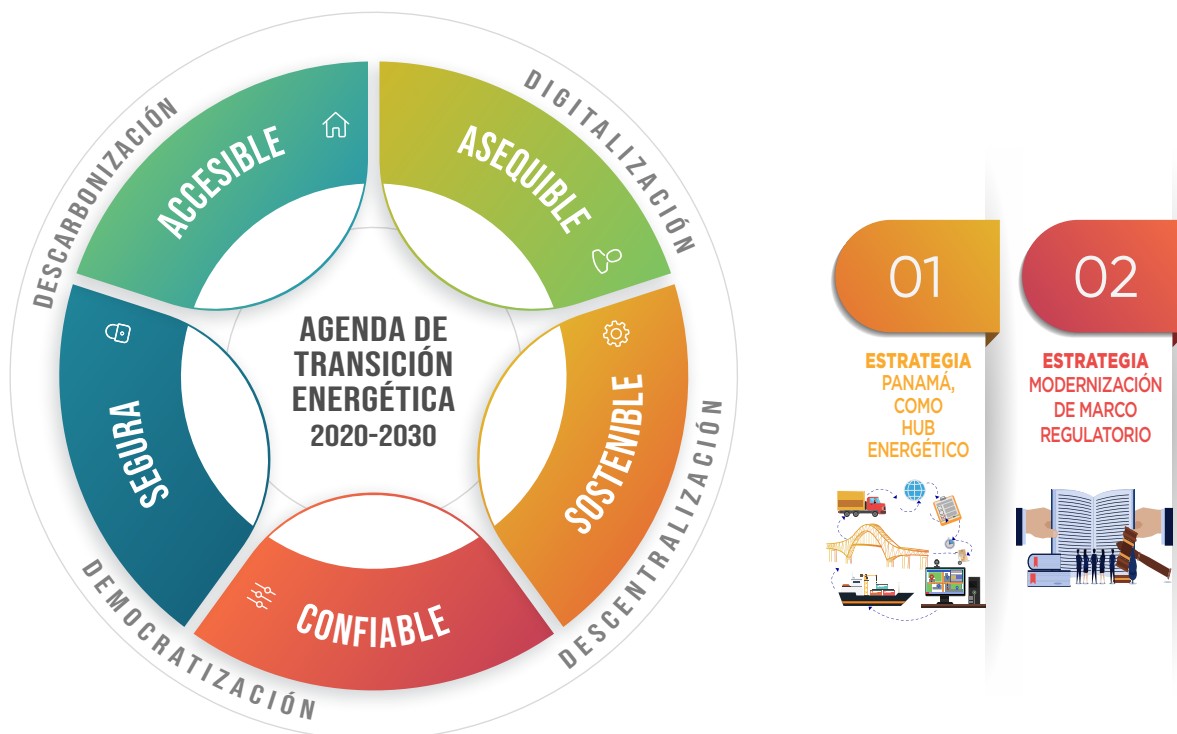 DESCARBONIZACIÓN
DIGITALIZACIÓN
ACCESIBLE
ASEQUIBLE
SEGURA
SOSTENIBLE
CONFIABLE
AGENDA DE
TRANSICIÓN
ENERGÉTICA
2020-2030
DEMOCRATIZACIÓN
DESCENTRALIZACIÓN
01
ESTRATEGIA
PANAMÁ,
COMO
HUB
ENERGÉTICO
02
ESTRATEGIA
MODERNIZACIÓN
DE MARCO
REGULATORIO